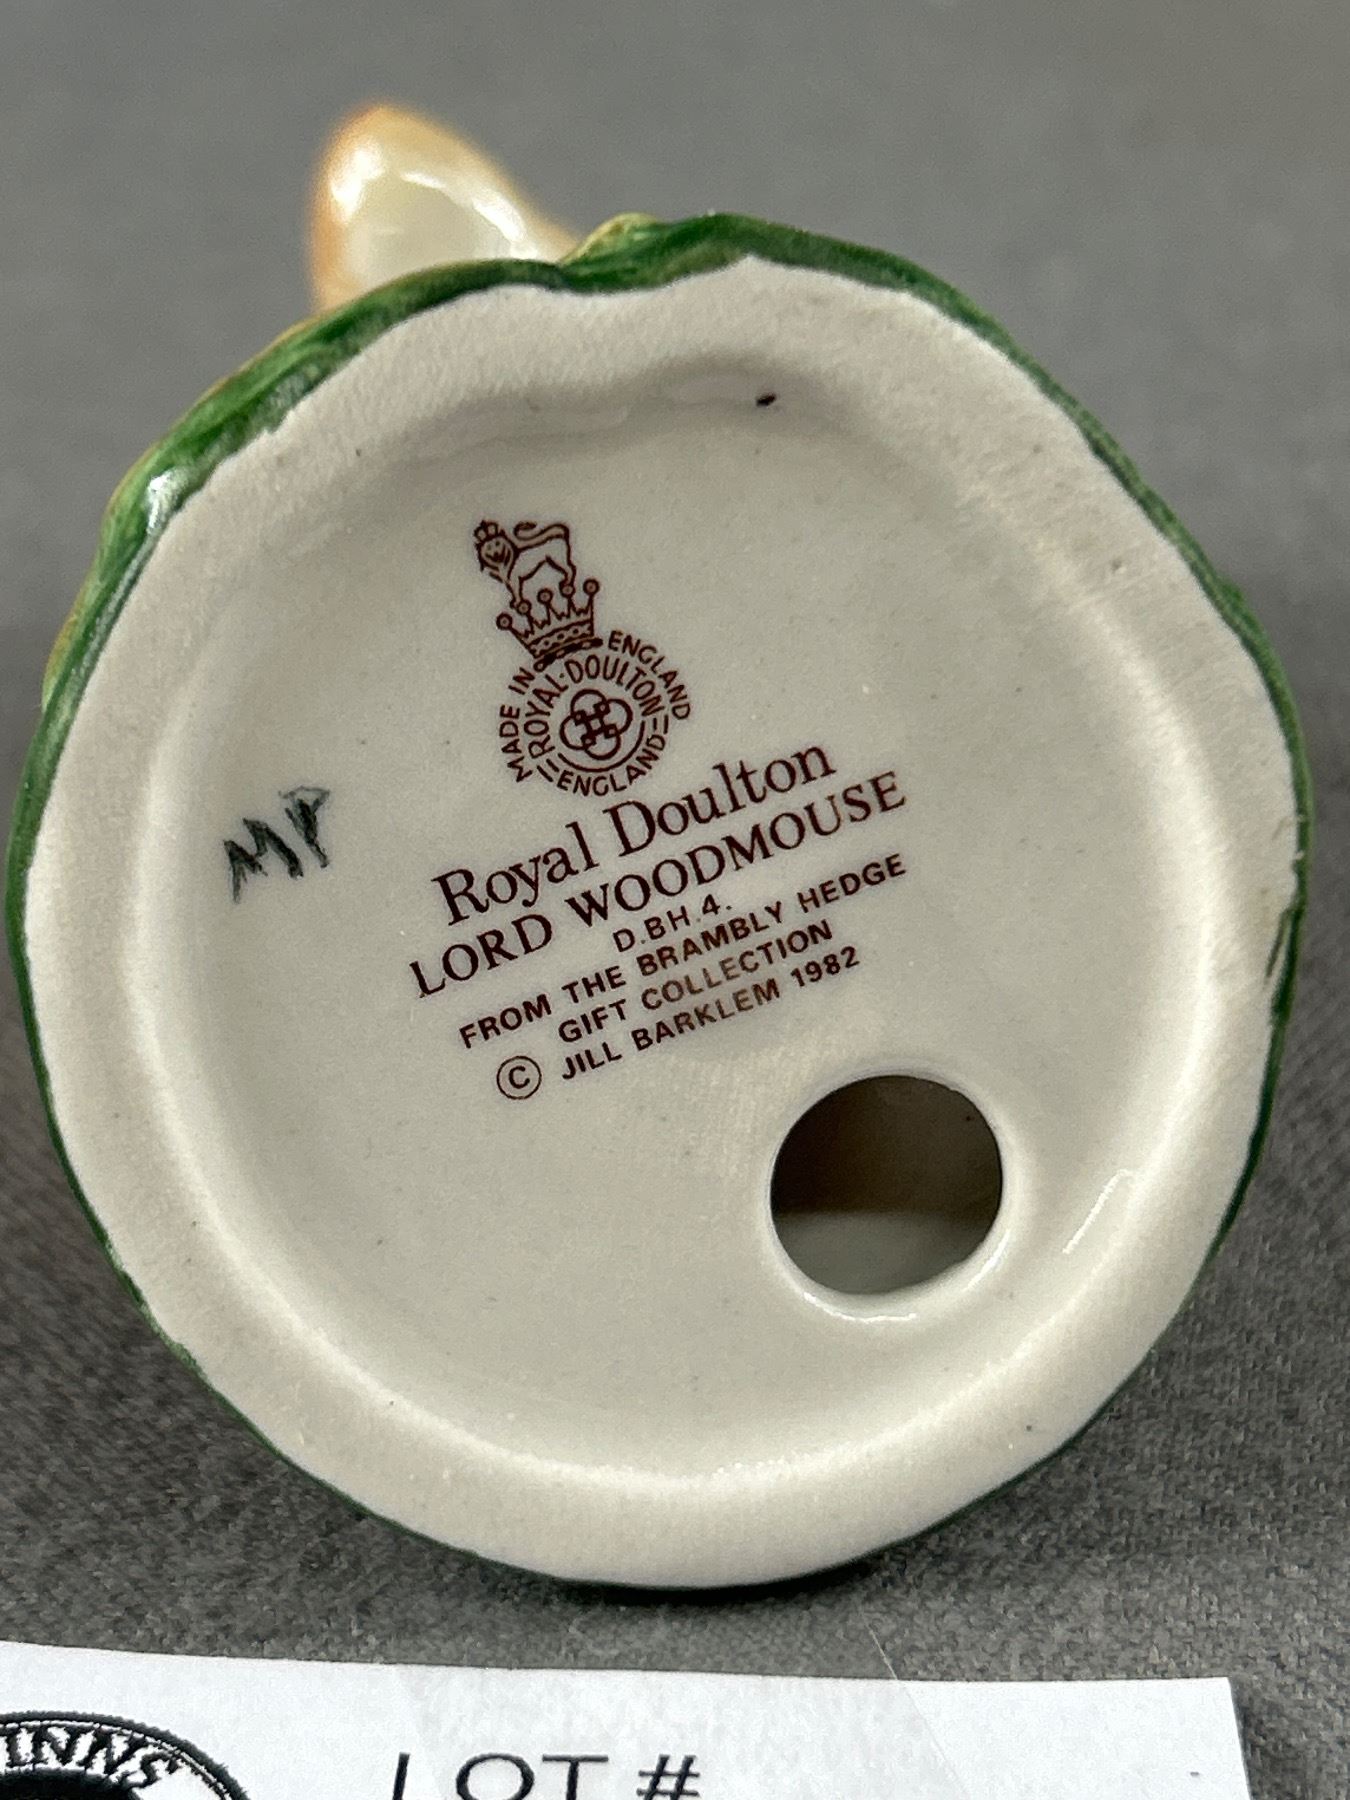 MADE IN ENGLAND
ROYAL·DOULTON
ENGLAND
Royal Doulton
LORD WOODMOUSE
D.BH.4.
FROM THE BRAMBLY HEDGE
GIFT COLLECTION
© JILL BARKLEM 1982
MP
INNS
LOT #